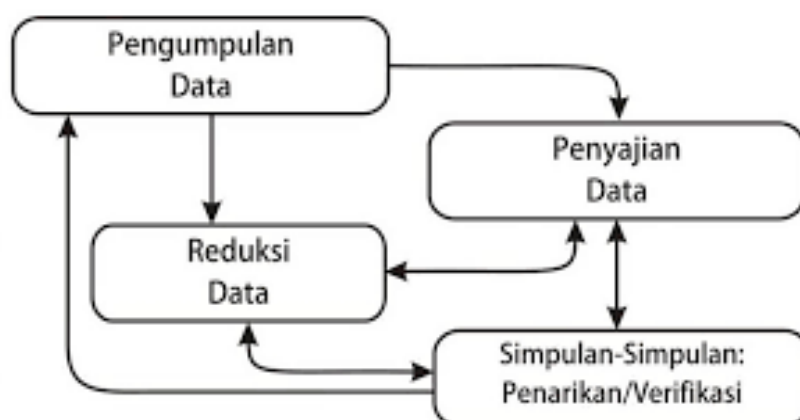 Pengumpulan
Data
Penyajian
Data
Reduksi
Data
Simpulan-Simpulan:
Penarikan/Verifikasi